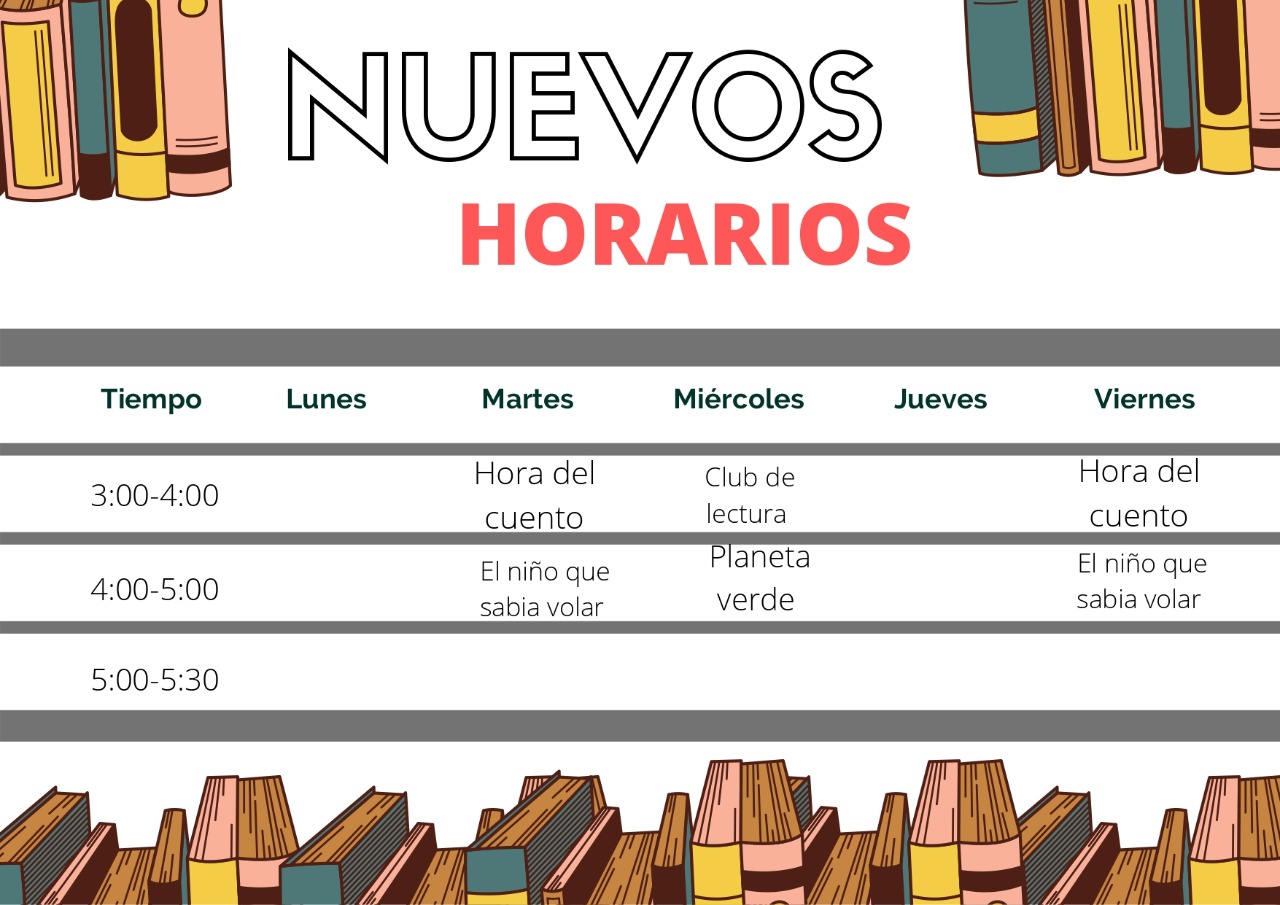 NUEVOS
HORARIOS
Tiempo Lunes Martes Miércoles Jueves Viernes
3:00-4:00
Hora del
cuento
Club de
lectura
Hora del
cuento
4:00-5:00
El niño que
sabia volar
Planeta
verde
El niño que
sabia volar
5:00-5:30